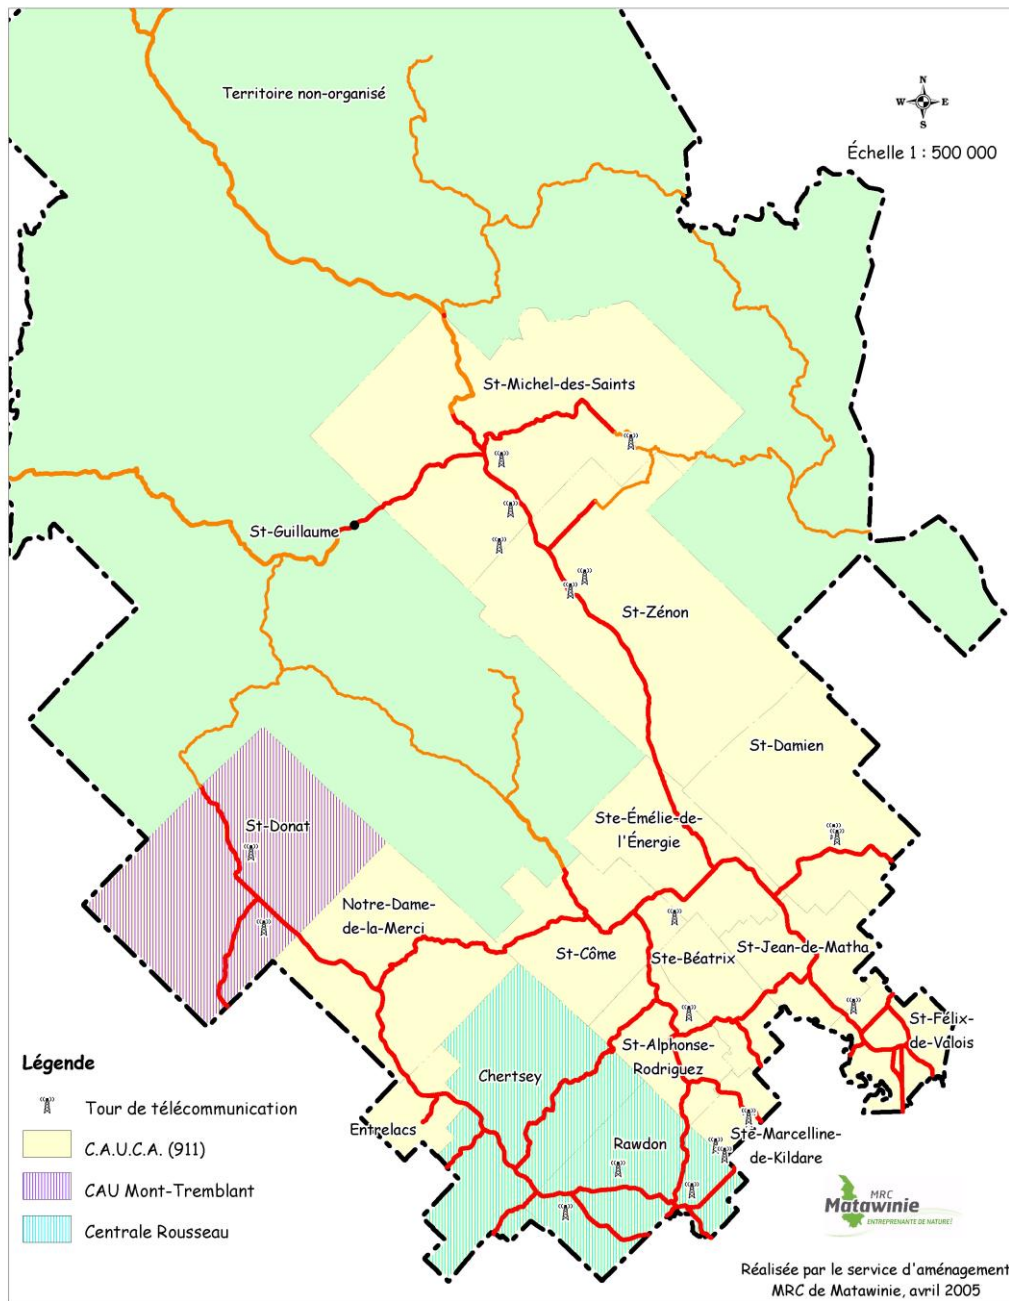 Territoire non-organisé
N
W E
S
Échelle 1 : 500 000
St-Michel-des-Saints
St-Guillaume
St-Zénon
St-Damien
St-Donat
Ste-Émélie-de-
l'Énergie
Notre-Dame-
de-la-Merci
St-Côme
Ste-Béatrix
St-Jean-de-Matha
St-Félix-
de-Valois
St-Alphonse-
Rodriguez
Chertsey
Entrelacs
Rawdon
Ste-Marcelline-
de-Kildare
Légende
Tour de télécommunication
C.A.U.C.A. (911)
CAU Mont-Tremblant
Centrale Rousseau
MRC
Matawinie
ENTREPRENANTE DE NATURE!
Réalisée par le service d'aménagement
MRC de Matawinie, avril 2005